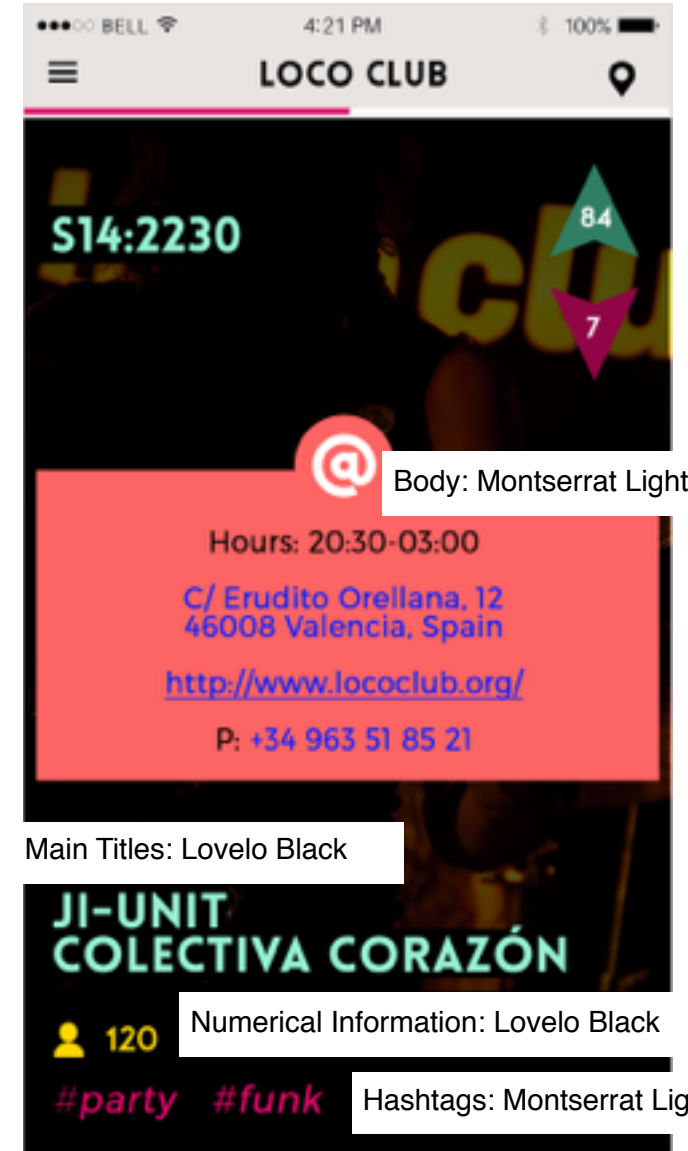 BELL 4:21 PM 100%
LOCO CLUB
S14:2230
84
7
clu
@
Body: Montserrat Light
Hours: 20:30-03:00
C/ Erudito Orellana, 12
46008 Valencia, Spain
http://www.lococlub.org/
P: +34 963 51 85 21
Main Titles: Lovelo Black
JI-UNIT
COLECTIVA CORAZÓN
120
Numerical Information: Lovelo Black
#party #funk
Hashtags: Montserrat Lig